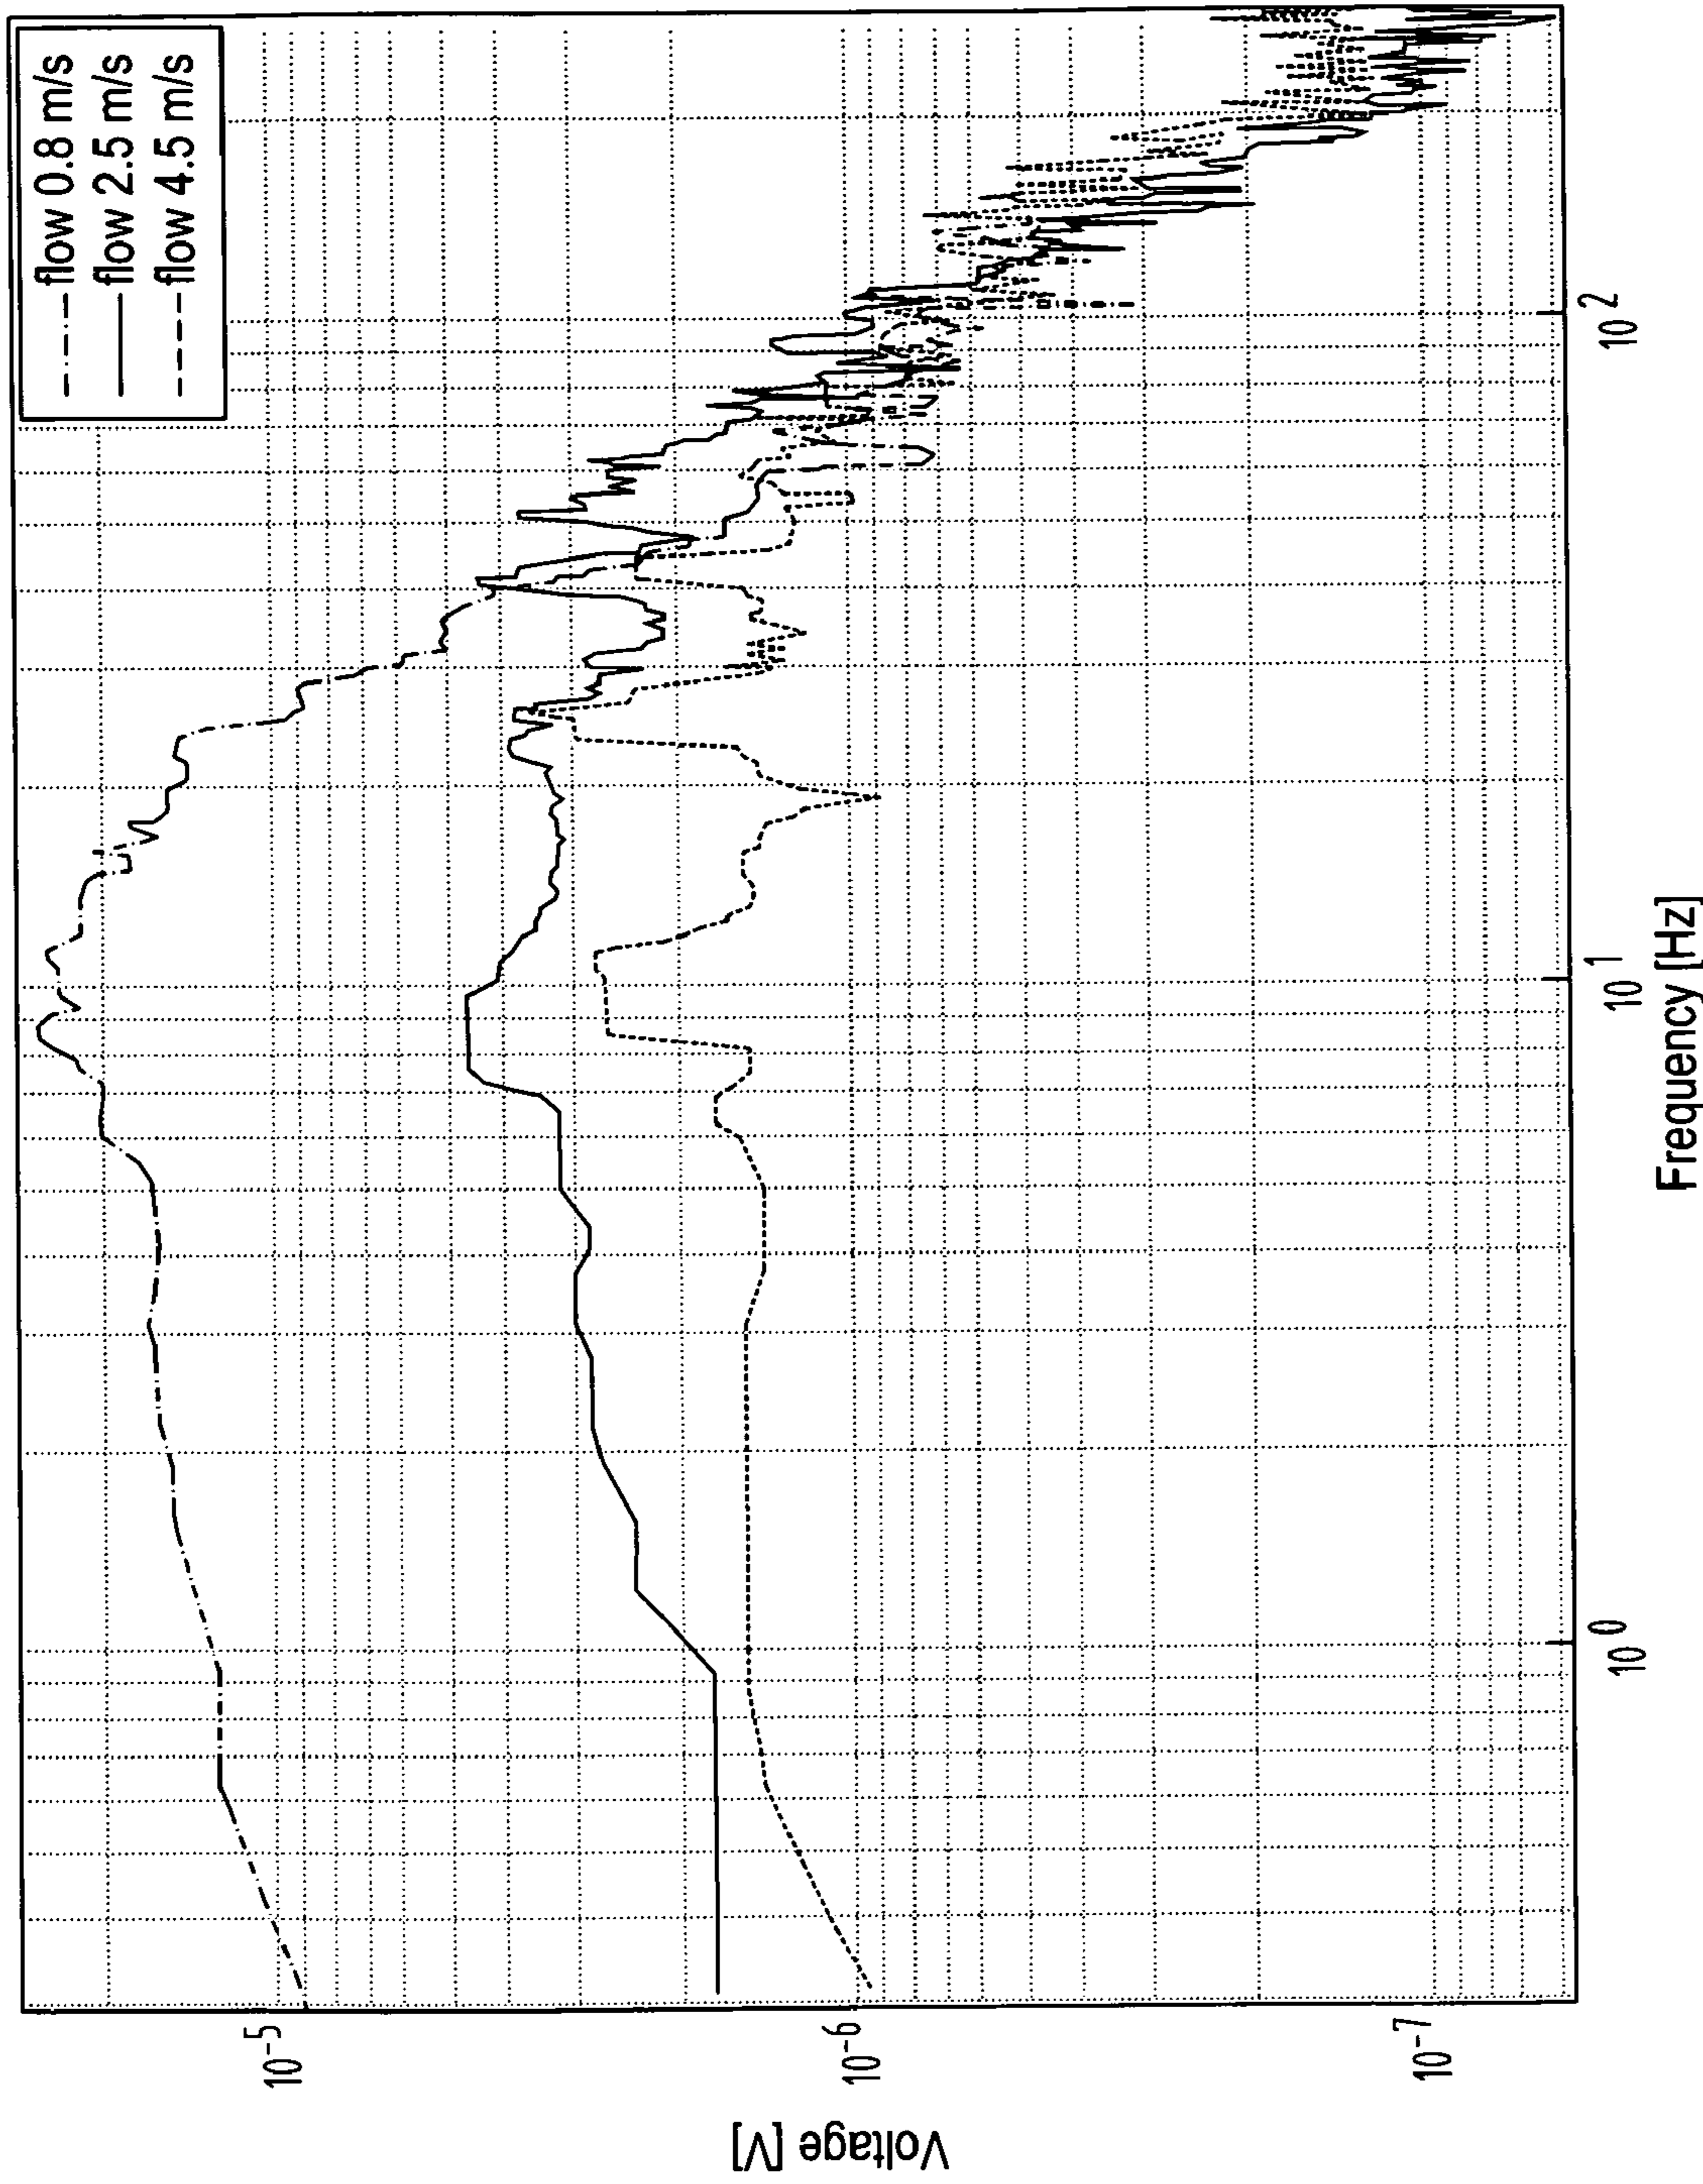 flow 0.8 m/s
flow 2.5 m/s
flow 4.5 m/s
Voltage [V]
10-5
10-6
10-7
10 0
10 1
10 2
Frequency [Hz]